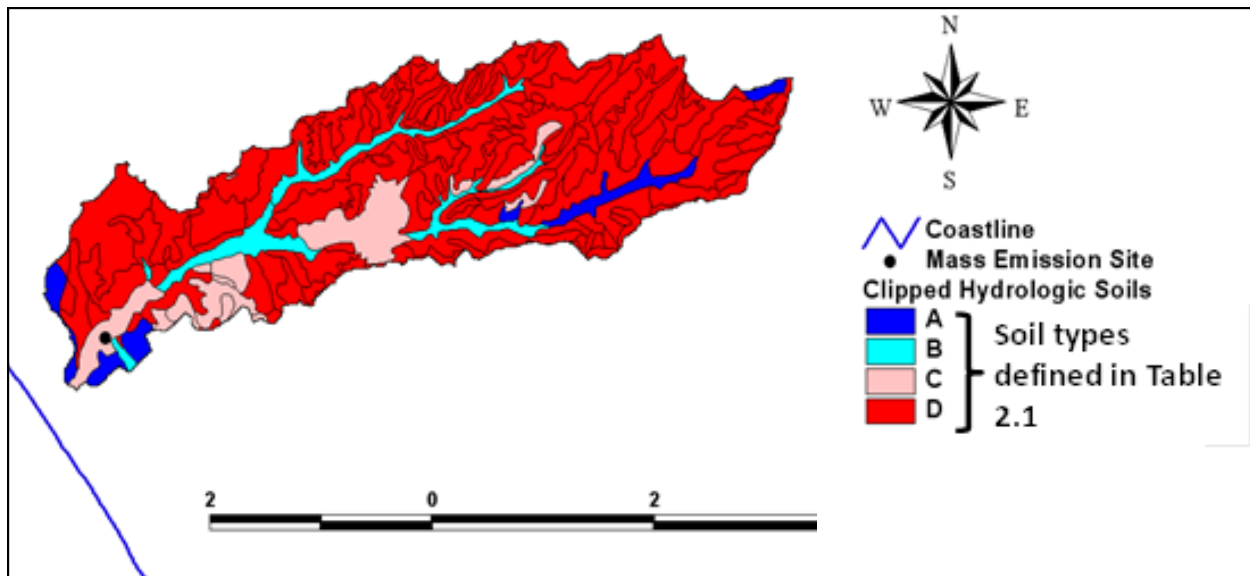 N
W E
S
Coastline
Mass Emission Site
Clipped Hydrologic Soils
A
B
C
D
Soil types
defined in Table
2.1
2 0 2